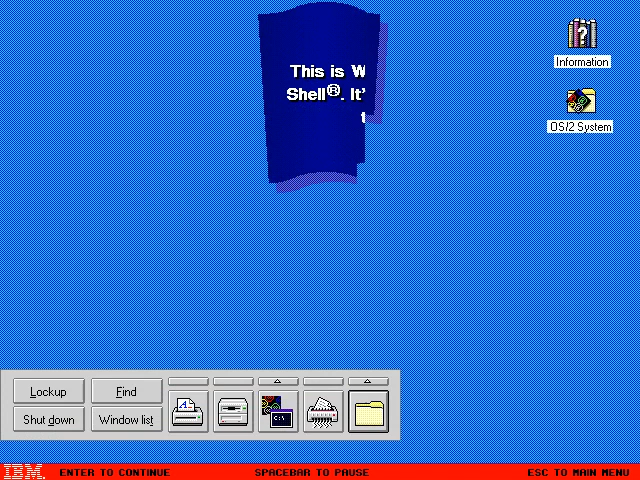 This is W
Shell®. It'
t
Information
OS/2 System
Lockup
Find
Shut down
Window list
C:\
IBM. ENTER TO CONTINUE SPACEBAR TO PAUSE ESC TO MAIN MENU